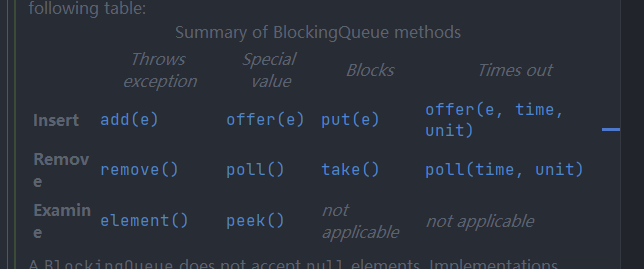 following table:
Summary of BlockingQueue methods
Throws exception Special value Blocks Times out
Insert add(e) offer(e) put(e) offer(e, time, unit)
Remove remove() poll() take() poll(time, unit)
Examine element() peek() not applicable not applicable
A BlockingQueue does not accept null elements. Implementations